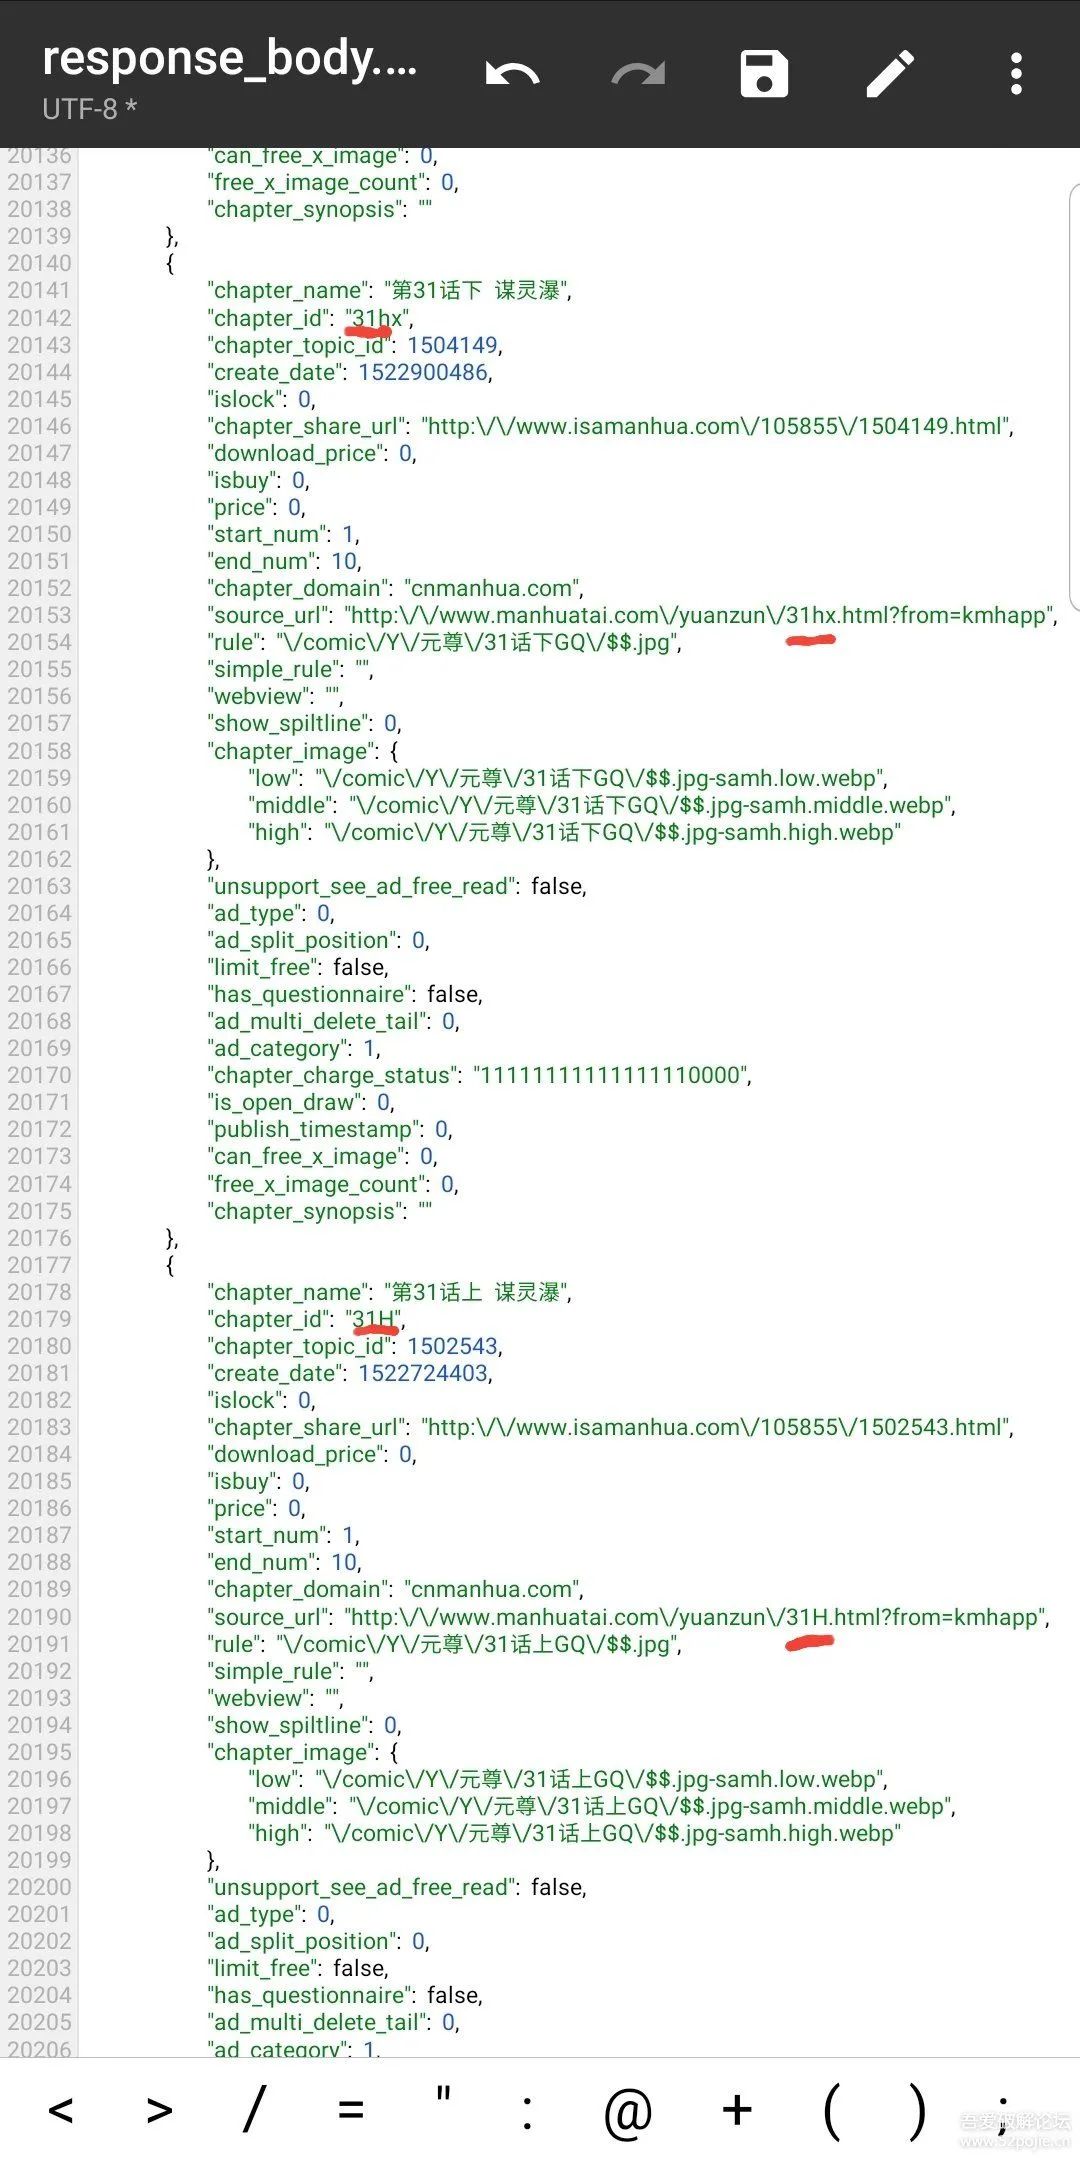 response_body....
UTF-8 *
20136 "can_free_x_image": 0,
20137 "free_x_image_count": 0,
20138 "chapter_synopsis": ""
20139 },
20140 {
20141 "chapter_name": "第31话下 谋灵瀑",
20142 "chapter_id": "31hx",
20143 "chapter_topic_id": 1504149,
20144 "create_date": 1522900486,
20145 "islock": 0,
20146 "chapter_share_url": "http:\/\/www.isamanhua.com\/105855\/1504149.html",
20147 "download_price": 0,
20148 "isbuy": 0,
20149 "price": 0,
20150 "start_num": 1,
20151 "end_num": 10,
20152 "chapter_domain": "cnmanhua.com",
20153 "source_url": "http:\/\/www.manhuatai.com\/yuanzun\/31hx.html?from=kmhapp",
20154 "rule": "\/comic\/Y\/元尊\/31话下GQ\/$$.jpg",
20155 "simple_rule": "",
20156 "webview": "",
20157 "show_spiltline": 0,
20158 "chapter_image": {
20159 "low": "\/comic\/Y\/元尊\/31话下GQ\/$$.jpg-samh.low.webp",
20160 "middle": "\/comic\/Y\/元尊\/31话下GQ\/$$.jpg-samh.middle.webp",
20161 "high": "\/comic\/Y\/元尊\/31话下GQ\/$$.jpg-samh.high.webp"
20162 },
20163 "unsupport_see_ad_free_read": false,
20164 "ad_type": 0,
20165 "ad_split_position": 0,
20166 "limit_free": false,
20167 "has_questionnaire": false,
20168 "ad_multi_delete_tail": 0,
20169 "ad_category": 1,
20170 "chapter_charge_status": "11111111111111110000",
20171 "is_open_draw": 0,
20172 "publish_timestamp": 0,
20173 "can_free_x_image": 0,
20174 "free_x_image_count": 0,
20175 "chapter_synopsis": ""
20176 },
20177 {
20178 "chapter_name": "第31话上 谋灵瀑",
20179 "chapter_id": "31H",
20180 "chapter_topic_id": 1502543,
20181 "create_date": 1522724403,
20182 "islock": 0,
20183 "chapter_share_url": "http:\/\/www.isamanhua.com\/105855\/1502543.html",
20184 "download_price": 0,
20185 "isbuy": 0,
20186 "price": 0,
20187 "start_num": 1,
20188 "end_num": 10,
20189 "chapter_domain": "cnmanhua.com",
20190 "source_url": "http:\/\/www.manhuatai.com\/yuanzun\/31H.html?from=kmhapp",
20191 "rule": "\/comic\/Y\/元尊\/31话上GQ\/$$.jpg",
20192 "simple_rule": "",
20193 "webview": "",
20194 "show_spiltline": 0,
20195 "chapter_image": {
20196 "low": "\/comic\/Y\/元尊\/31话上GQ\/$$.jpg-samh.low.webp",
20197 "middle": "\/comic\/Y\/元尊\/31话上GQ\/$$.jpg-samh.middle.webp",
20198 "high": "\/comic\/Y\/元尊\/31话上GQ\/$$.jpg-samh.high.webp"
20199 },
20200 "unsupport_see_ad_free_read": false,
20201 "ad_type": 0,
20202 "ad_split_position": 0,
20203 "limit_free": false,
20204 "has_questionnaire": false,
20205 "ad_multi_delete_tail": 0,
20206 "ad_category": 1,
< > / = " : @ + ( ) ;
吾爱破解论坛
www.52pojie.cn